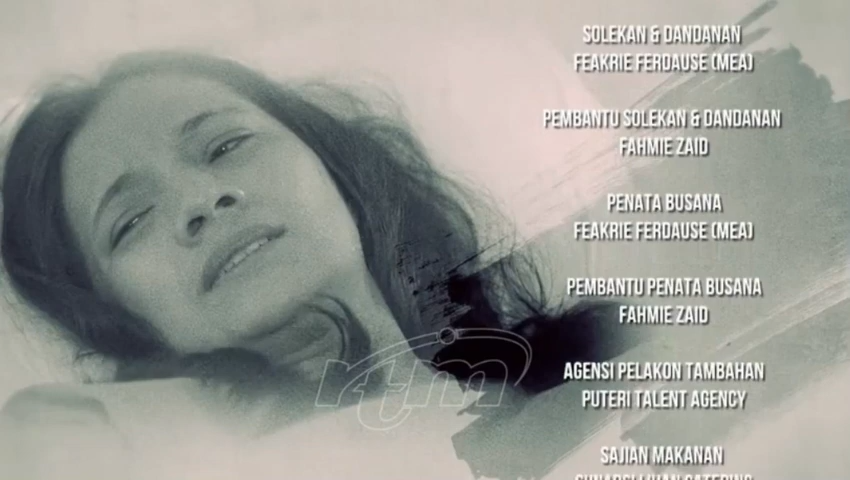 SOLEKAN & DANDANAN
FEAKRIE FERDAUSE (MEA)
PEMBANTU SOLEKAN & DANDANAN
FAHMIE ZAID
PENATA BUSANA
FEAKRIE FERDAUSE (MEA)
PEMBANTU PENATA BUSANA
FAHMIE ZAID
rtm
AGENSI PELAKON TAMBAHAN
PUTERI TALENT AGENCY
SAJIAN MAKANAN